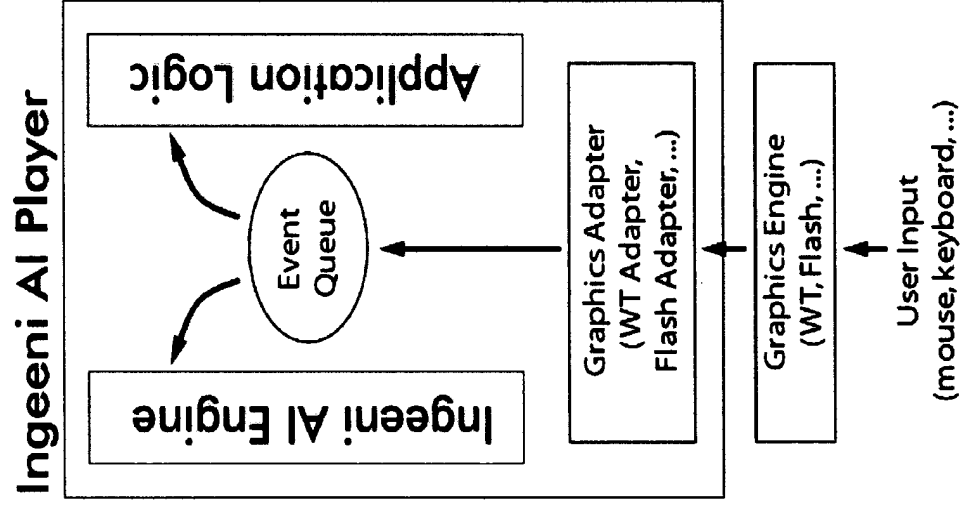 Ingeeni AI Player
Ingeeni AI Engine
Application Logic
Event
Queue
Graphics Adapter
(WT Adapter,
Flash Adapter, ...)
Graphics Engine
(WT, Flash, ...)
User Input
(mouse, keyboard, ...)